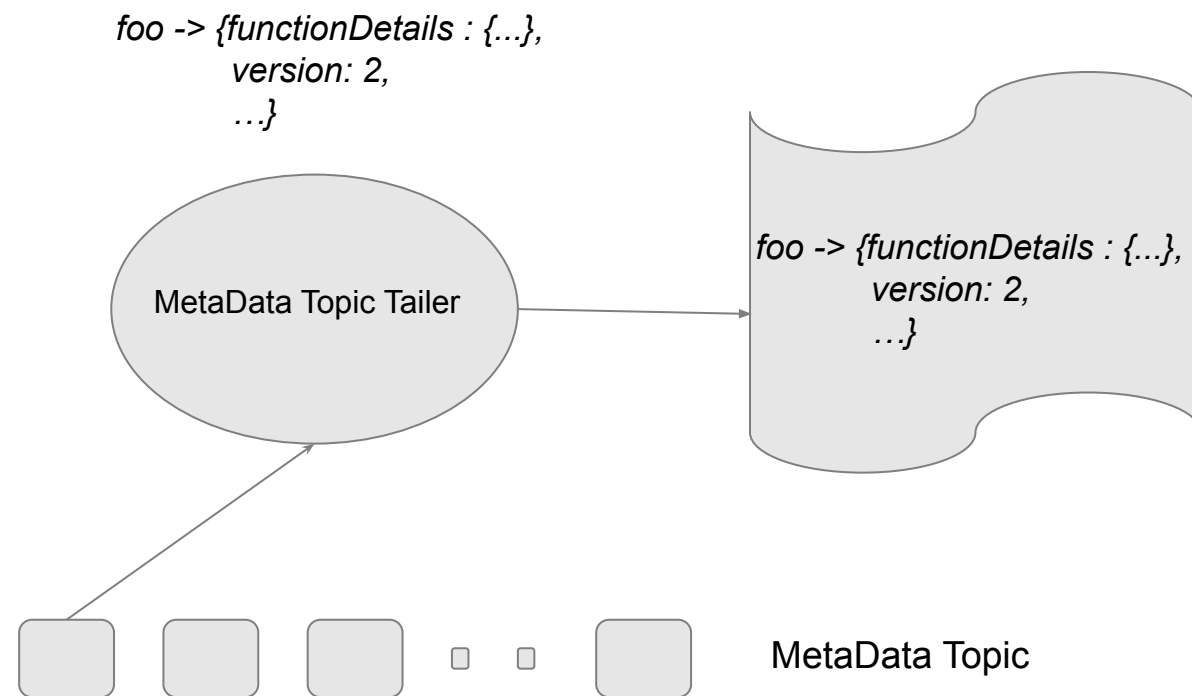 foo -> {functionDetails : {...},
version: 2,
…}
MetaData Topic Tailer
foo -> {functionDetails : {...},
version: 2,
…}
MetaData Topic